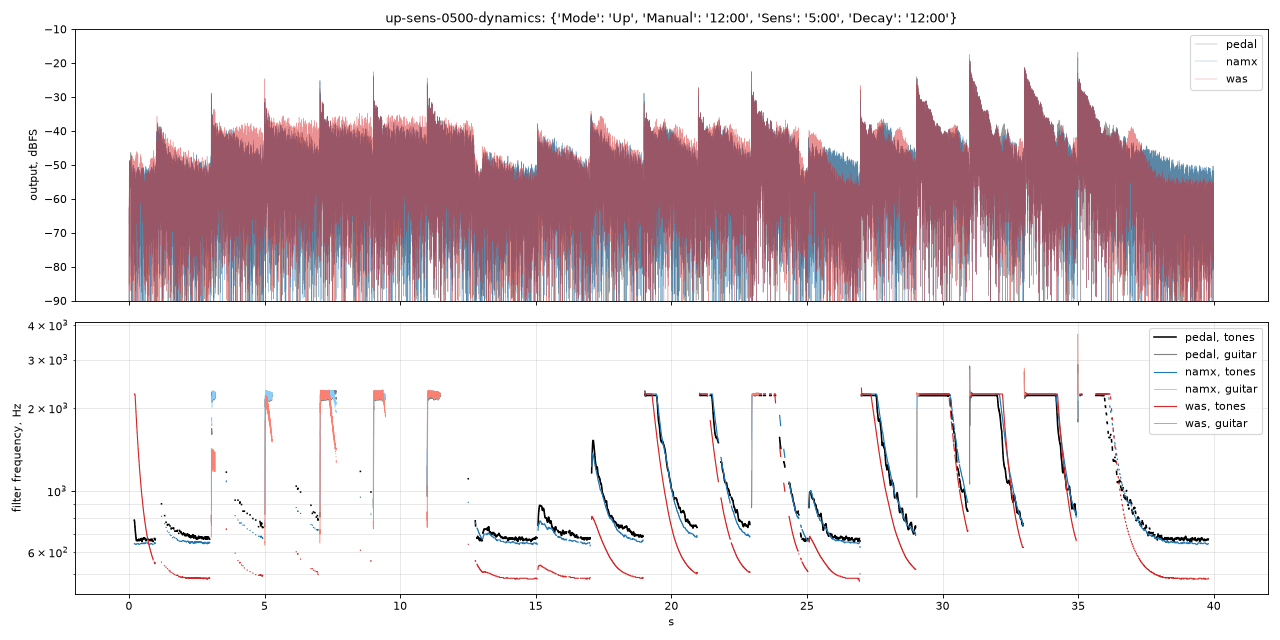 up-sens-0500-dynamics: {'Mode': 'Up', 'Manual': '12:00', 'Sens': '5:00', 'Decay': '12:00'}
output, dBFS
−10
−20
−30
−40
−50
−60
−70
−80
−90
pedal
namx
was
filter frequency, Hz
4 × 10³
3 × 10³
2 × 10³
10³
6 × 10²
pedal, tones
pedal, guitar
namx, tones
namx, guitar
was, tones
was, guitar
0 5 10 15 20 25 30 35 40
s